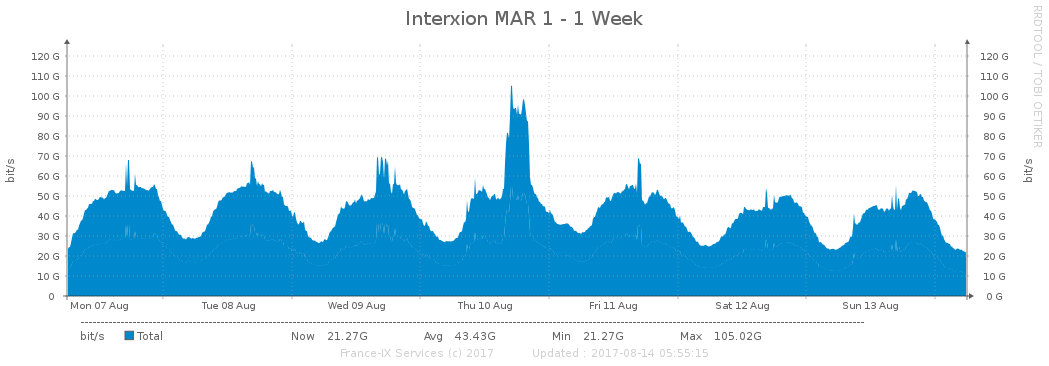 Interxion MAR 1 - 1 Week
RRDTOOL / TOBI OETIKER
120 G 120 G
110 G 110 G
100 G 100 G
90 G 90 G
80 G 80 G
70 G 70 G
60 G 60 G
50 G 50 G
40 G 40 G
30 G 30 G
20 G 20 G
10 G 10 G
0 0 G
bit/s bit/s
Mon 07 Aug Tue 08 Aug Wed 09 Aug Thu 10 Aug Fri 11 Aug Sat 12 Aug Sun 13 Aug
bit/s Total Now 21.27G Avg 43.43G Min 21.27G Max 105.02G
France-IX Services (c) 2017 Updated : 2017-08-14 05:55:15